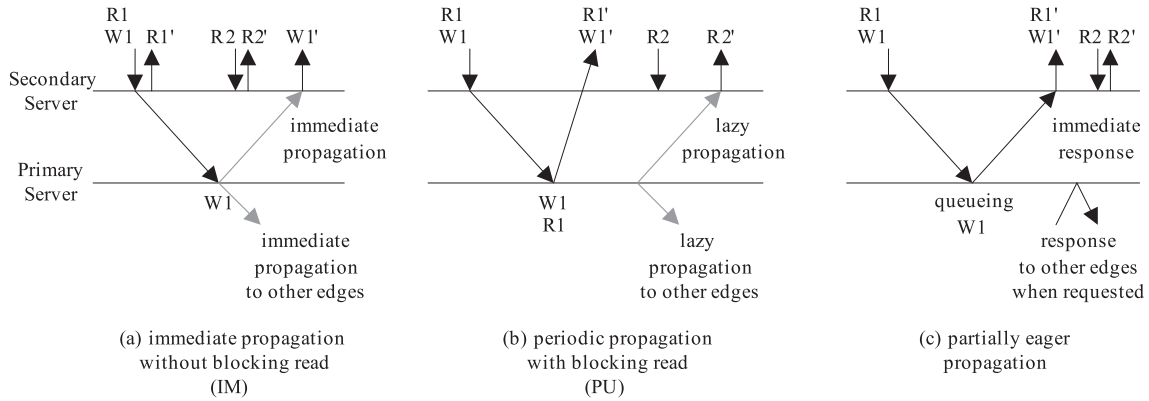 R1
W1 R1' R2 R2' W1'
Secondary
Server
Primary
Server
immediate
propagation
W1
immediate
propagation
to other edges
(a) immediate propagation
without blocking read
(IM)
R1
W1
R1'
W1' R2 R2'
lazy
propagation
W1
R1
lazy
propagation
to other edges
(b) periodic propagation
with blocking read
(PU)
R1
W1
R1'
W1' R2 R2'
immediate
response
queueing
W1
response
to other edges
when requested
(c) partially eager
propagation